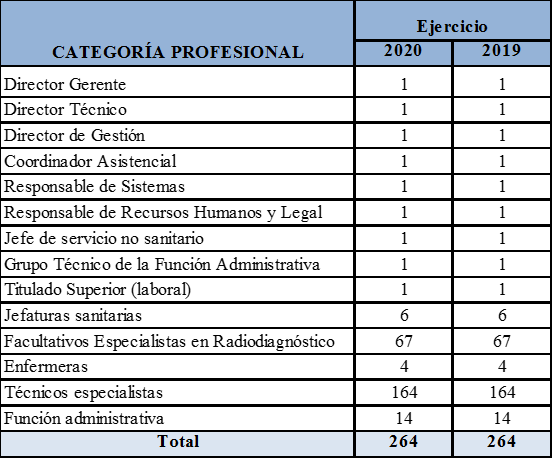 Ejercicio
CATEGORÍA PROFESIONAL 2020 2019
Director Gerente 1 1
Director Técnico 1 1
Director de Gestión 1 1
Coordinador Asistencial 1 1
Responsable de Sistemas 1 1
Responsable de Recursos Humanos y Legal 1 1
Jefe de servicio no sanitario 1 1
Grupo Técnico de la Función Administrativa 1 1
Titulado Superior (laboral) 1 1
Jefaturas sanitarias 6 6
Facultativos Especialistas en Radiodiagnóstico 67 67
Enfermeras 4 4
Técnicos especialistas 164 164
Función administrativa 14 14
Total 264 264